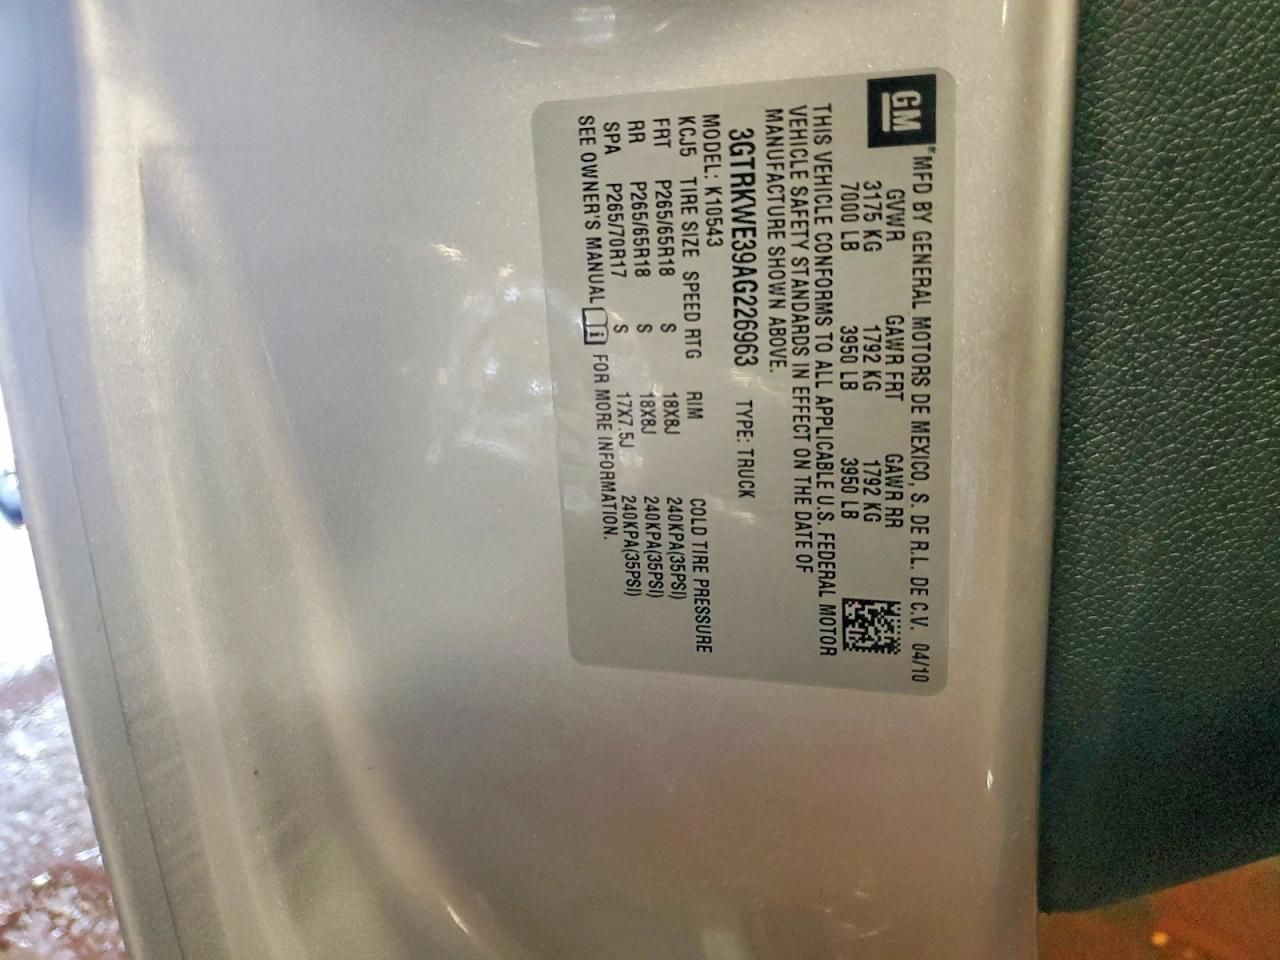 GM *MFD BY GENERAL MOTORS DE MEXICO, S. DE R.L. DE C.V. 04/10
GVWR GAWR FRT GAWR RR
3175 KG 1792 KG 1792 KG
7000 LB 3950 LB 3950 LB
THIS VEHICLE CONFORMS TO ALL APPLICABLE U.S. FEDERAL MOTOR
VEHICLE SAFETY STANDARDS IN EFFECT ON THE DATE OF
MANUFACTURE SHOWN ABOVE.
3GTRKWE39AG226963 TYPE: TRUCK
MODEL: K10543
KCJ5 TIRE SIZE SPEED RTG RIM COLD TIRE PRESSURE
FRT P265/65R18 S 18X8J 240KPA(35PSI)
RR P265/65R18 S 18X8J 240KPA(35PSI)
SPA P265/70R17 S 17X7.5J 240KPA(35PSI)
SEE OWNER'S MANUAL i FOR MORE INFORMATION.